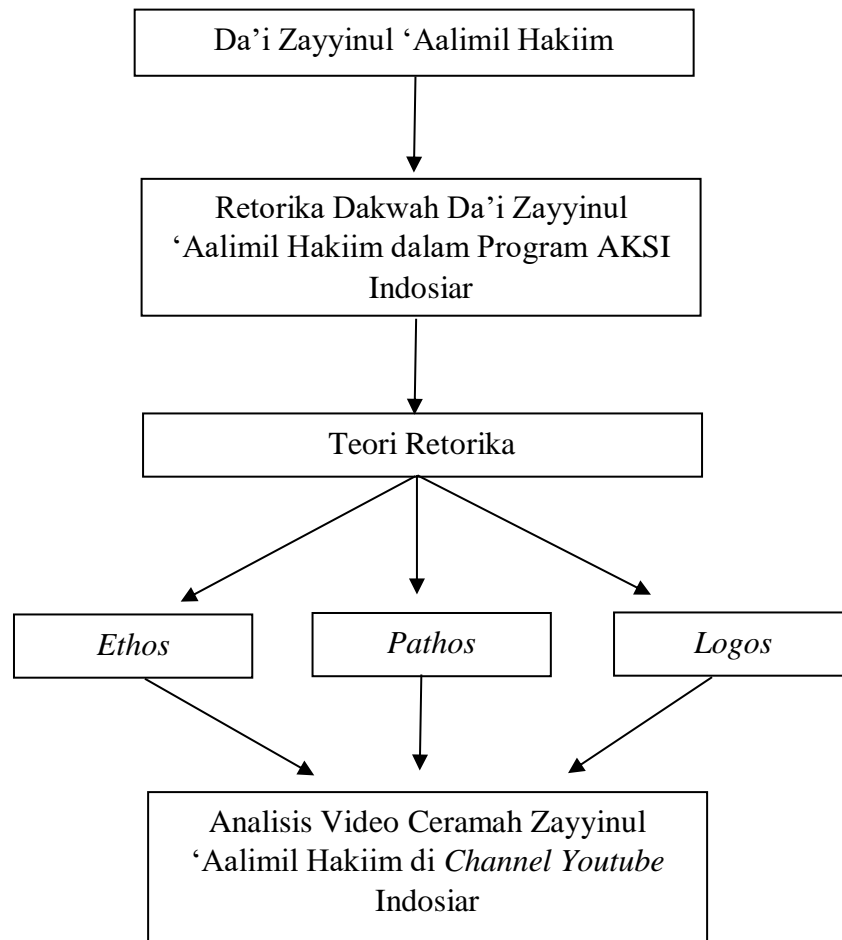 Da’i Zayyinul ‘Aalimil Hakiim
Retorika Dakwah Da’i Zayyinul
‘Aalimil Hakiim dalam Program AKSI
Indosiar
Teori Retorika
Ethos
Pathos
Logos
Analisis Video Ceramah Zayyinul
‘Aalimil Hakiim di Channel Youtube
Indosiar